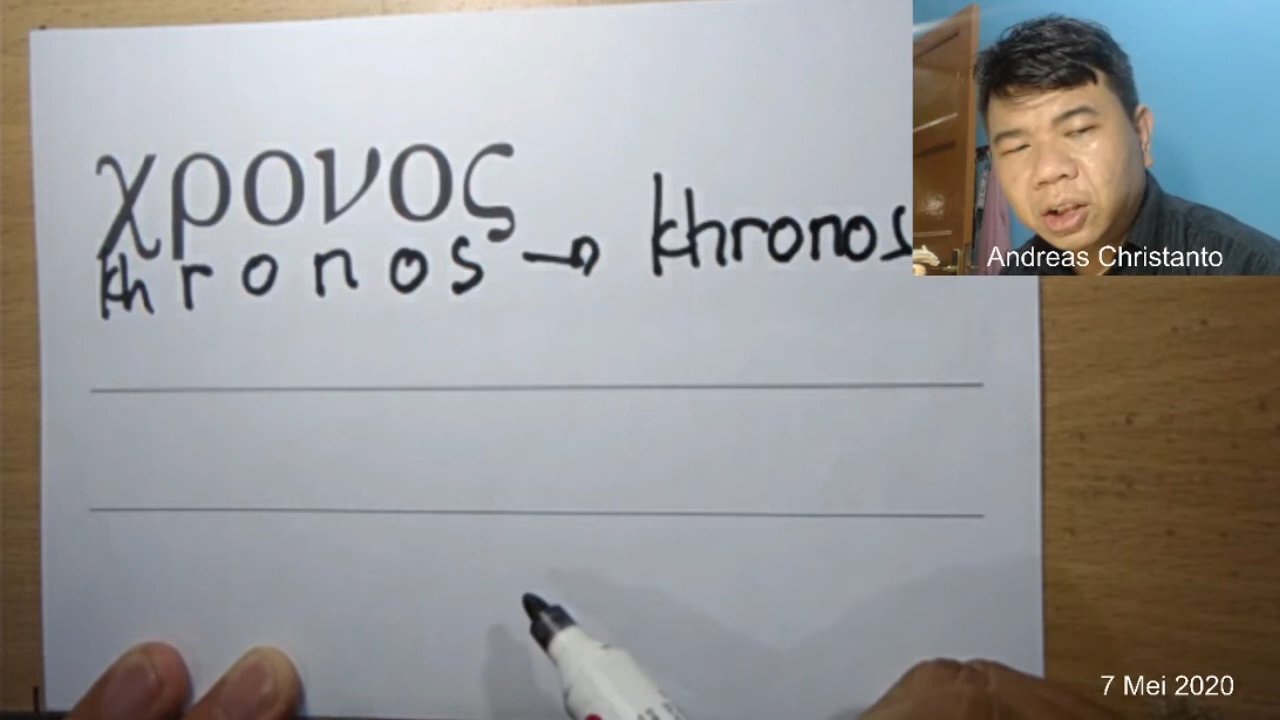 χρονος
khronos → khronos
Andreas Christanto
7 Mei 2020